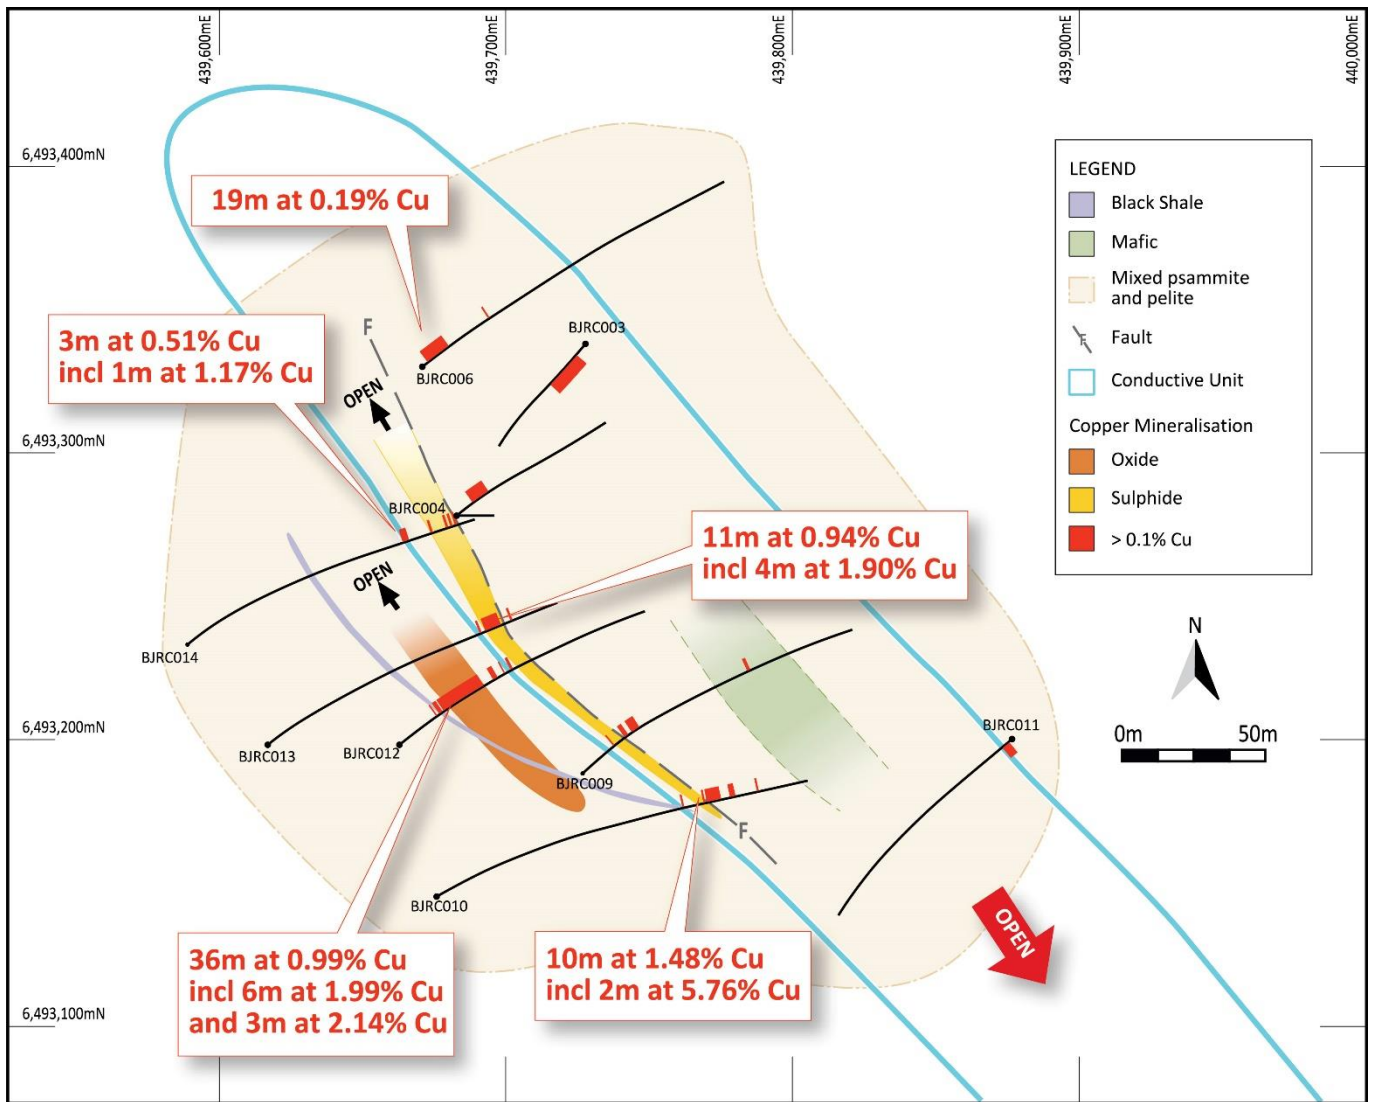 439,600mE
439,700mE
439,800mE
439,900mE
440,000mE
6,493,400mN
6,493,300mN
6,493,200mN
6,493,100mN
19m at 0.19% Cu
3m at 0.51% Cu
incl 1m at 1.17% Cu
F
OPEN
BJRC006
BJRC003
BJRC004
11m at 0.94% Cu
incl 4m at 1.90% Cu
OPEN
BJRC014
BJRC013
BJRC012
BJRC009
BJRC011
F
BJRC010
OPEN
36m at 0.99% Cu
incl 6m at 1.99% Cu
and 3m at 2.14% Cu
10m at 1.48% Cu
incl 2m at 5.76% Cu
LEGEND
Black Shale
Mafic
Mixed psammite
and pelite
F
Fault
Conductive Unit
Copper Mineralisation
Oxide
Sulphide
> 0.1% Cu
N
0m
50m